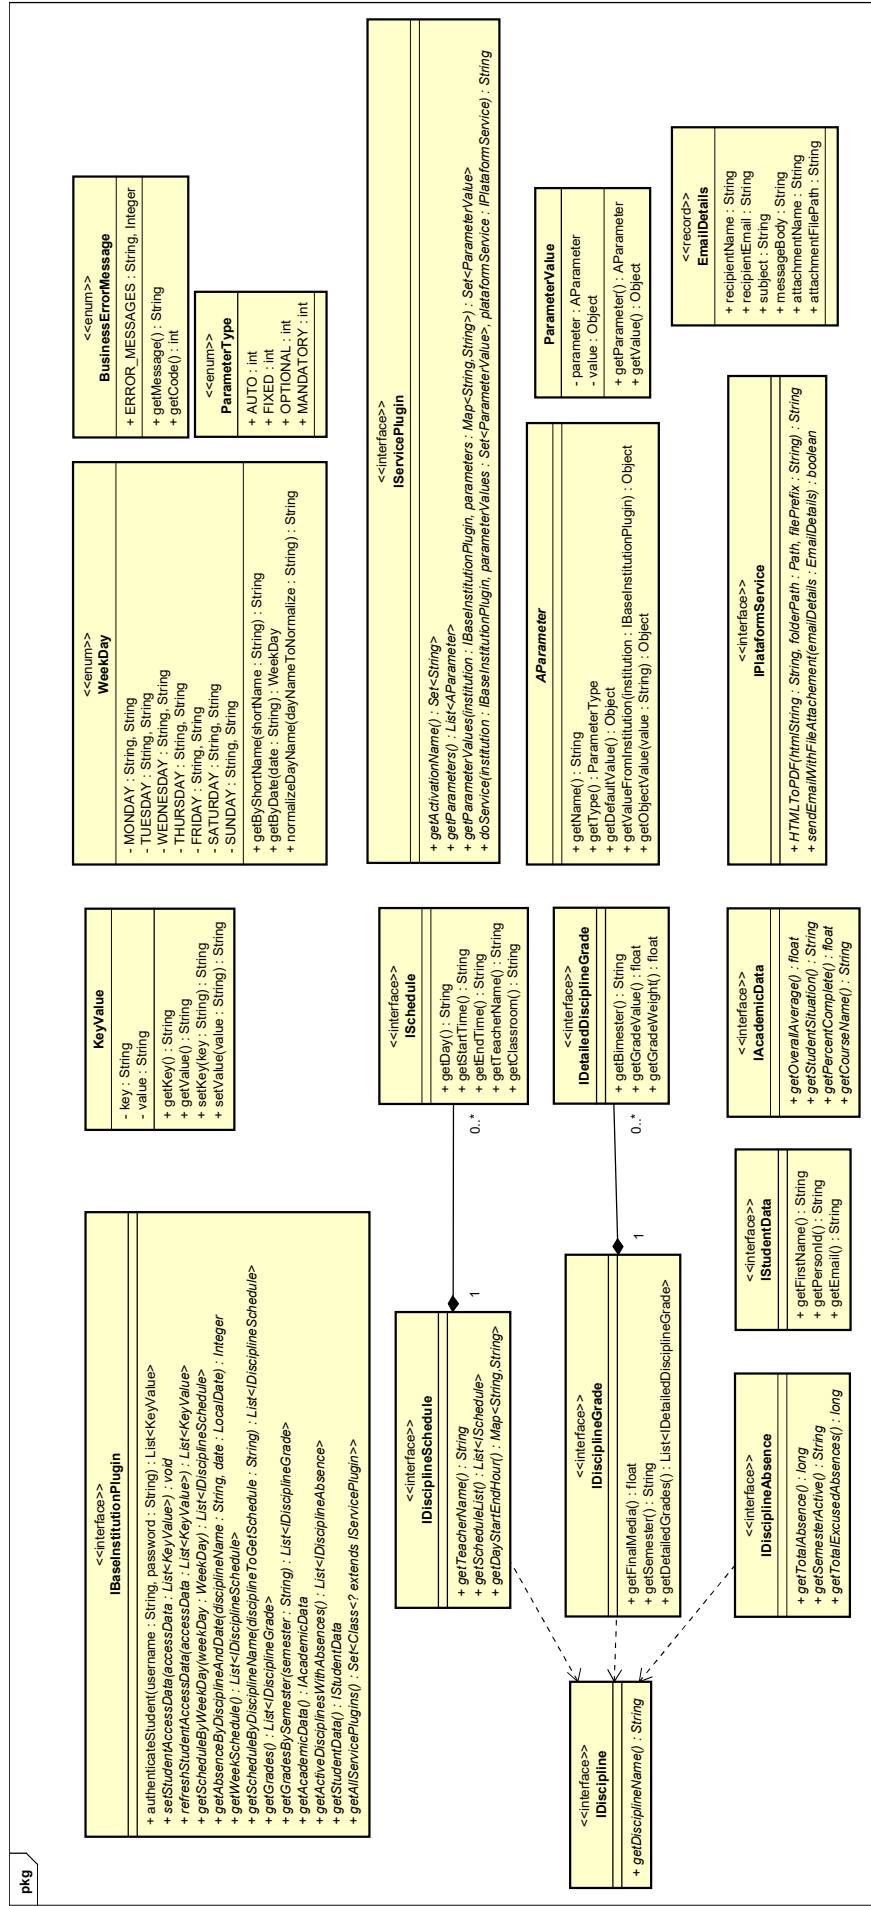 pkg
<<interface>>
IBaseInstitutionPlugin
+ authenticateStudent(username : String, password : String) : List<KeyValue>
+ setStudentAccessData(accessData : List<KeyValue>) : void
+ refreshStudentAccessData(accessData : List<KeyValue>) : List<KeyValue>
+ getScheduleByWeekDay(weekDay : WeekDay) : List<IDisciplineSchedule>
+ getAbsenceByDisciplineAndDate(disciplineName : String, date : LocalDate) : Integer
+ getWeekSchedule() : List<IDisciplineSchedule>
+ getScheduleByDisciplineName(disciplineToGetSchedule : String) : List<IDisciplineSchedule>
+ getGrades() : List<IDisciplineGrade>
+ getGradesBySemester(semester : String) : List<IDisciplineGrade>
+ getAcademicData() : IAcademicData
+ getActiveDisciplinesWithAbsences() : List<IDisciplineAbsence>
+ getStudentData() : IStudentData
+ getAllServicePlugins() : Set<Class<? extends IServicePlugin>>
KeyValue
- key : String
- value : String
+ getKey() : String
+ getValue() : String
+ setKey(key : String) : String
+ setValue(value : String) : String
<<enum>>
WeekDay
- MONDAY : String, String
- TUESDAY : String, String
- WEDNESDAY : String, String
- THURSDAY : String, String
- FRIDAY : String, String
- SATURDAY : String, String
- SUNDAY : String, String
+ getByShortName(shortName : String) : String
+ getByDate(date : String) : WeekDay
+ normalizeDayName(dayNameToNormalize : String) : String
<<enum>>
BusinessErrorMessage
+ ERROR_MESSAGES : String, Integer
+ getMessage() : String
+ getCode() : int
<<enum>>
ParameterType
+ AUTO : int
+ FIXED : int
+ OPTIONAL : int
+ MANDATORY : int
<<interface>>
IDisciplineSchedule
+ getTeacherName() : String
+ getScheduleList() : List<ISchedule>
+ getDayStartEndHour() : Map<String,String>
1
0..*
<<interface>>
ISchedule
+ getDay() : String
+ getStartTime() : String
+ getEndTime() : String
+ getTeacherName() : String
+ getClassroom() : String
<<interface>>
IServicePlugin
+ getActivationName() : Set<String>
+ getParameters() : List<AParameter>
+ getParameterValues(institution : IBaseInstitutionPlugin, parameters : Map<String,String>) : Set<ParameterValue>
+ doService(institution : IBaseInstitutionPlugin, parameterValues : Set<ParameterValue>, plataformService : IPlataformService) : String
<<interface>>
IDiscipline
+ getDisciplineName() : String
<<interface>>
IDisciplineGrade
+ getFinalMedia() : float
+ getSemester() : String
+ getDetailedGrades() : List<IDetailedDisciplineGrade>
1
0..*
<<interface>>
IDetailedDisciplineGrade
+ getBimester() : String
+ getGradeValue() : float
+ getGradeWeight() : float
AParameter
+ getName() : String
+ getType() : ParameterType
+ getDefaultValue() : Object
+ getValueFromInstitution(institution : IBaseInstitutionPlugin) : Object
+ getObjectValue(value : String) : Object
ParameterValue
- parameter : AParameter
- value : Object
+ getParameter() : AParameter
+ getValue() : Object
<<interface>>
IDisciplineAbsence
+ getTotalAbsence() : long
+ getSemesterActive() : String
+ getTotalExcusedAbsences() : long
<<interface>>
IStudentData
+ getFirstName() : String
+ getPersonId() : String
+ getEmail() : String
<<interface>>
IAcademicData
+ getOverallAverage() : float
+ getStudentSituation() : String
+ getPercentComplete() : float
+ getCourseName() : String
<<interface>>
IPlataformService
+ HTMLToPDF(htmlString : String, folderPath : Path, filePrefix : String) : String
+ sendEmailWithFileAttachement(emailDetails : EmailDetails) : boolean
<<record>>
EmailDetails
+ recipientName : String
+ recipientEmail : String
+ subject : String
+ messageBody : String
+ attachmentName : String
+ attachmentFilePath : String